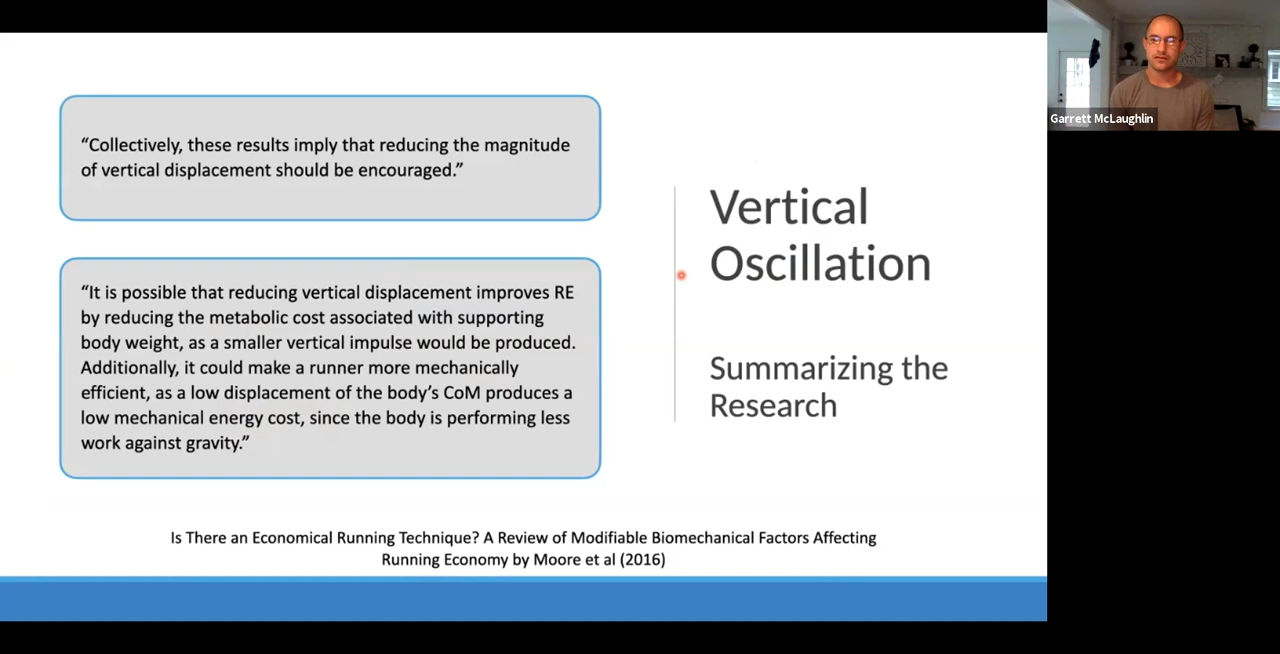 “Collectively, these results imply that reducing the magnitude
of vertical displacement should be encouraged.”
“It is possible that reducing vertical displacement improves RE
by reducing the metabolic cost associated with supporting
body weight, as a smaller vertical impulse would be produced.
Additionally, it could make a runner more mechanically
efficient, as a low displacement of the body’s CoM produces a
low mechanical energy cost, since the body is performing less
work against gravity.”
Vertical
Oscillation
Summarizing the
Research
Is There an Economical Running Technique? A Review of Modifiable Biomechanical Factors Affecting
Running Economy by Moore et al (2016)
Garrett McLaughlin